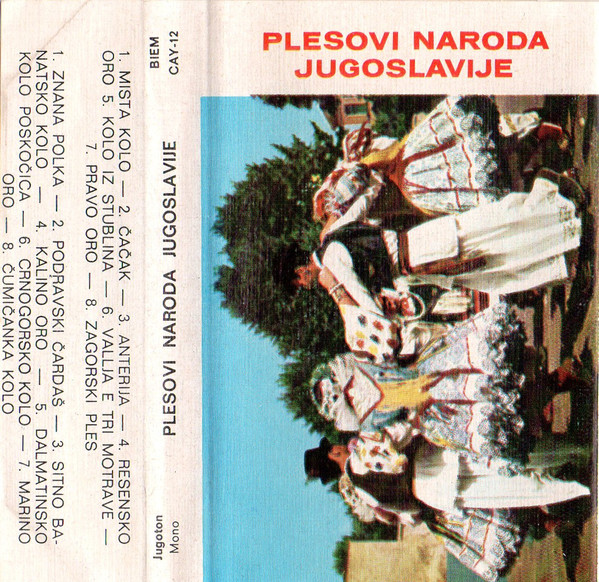 PLESOVI NARODA
JUGOSLAVIJE
BIEM
CAY-12
PLESOVI NARODA JUGOSLAVIJE
Jugoton
Mono
1. MISTA KOLO — 2. ČAČAK — 3. ANTERIJA — 4. RESENSKO
ORO 5. KOLO IZ STUBLINA — 6. VALLJA E TRI MOTRAVE —
7. PRAVO ORO — 8. ZAGORSKI PLES
1. ZNANA POLKA — 2. PODRAVSKI ČARDAŠ — 3. SITNO BA-
NATSKO KOLO — 4. KALINO ORO — 5. DALMATINSKO
KOLO POSKOČICA — 6. CRNOGORSKO KOLO — 7. MARINO
ORO — 8. ČUMIČANKA KOLO